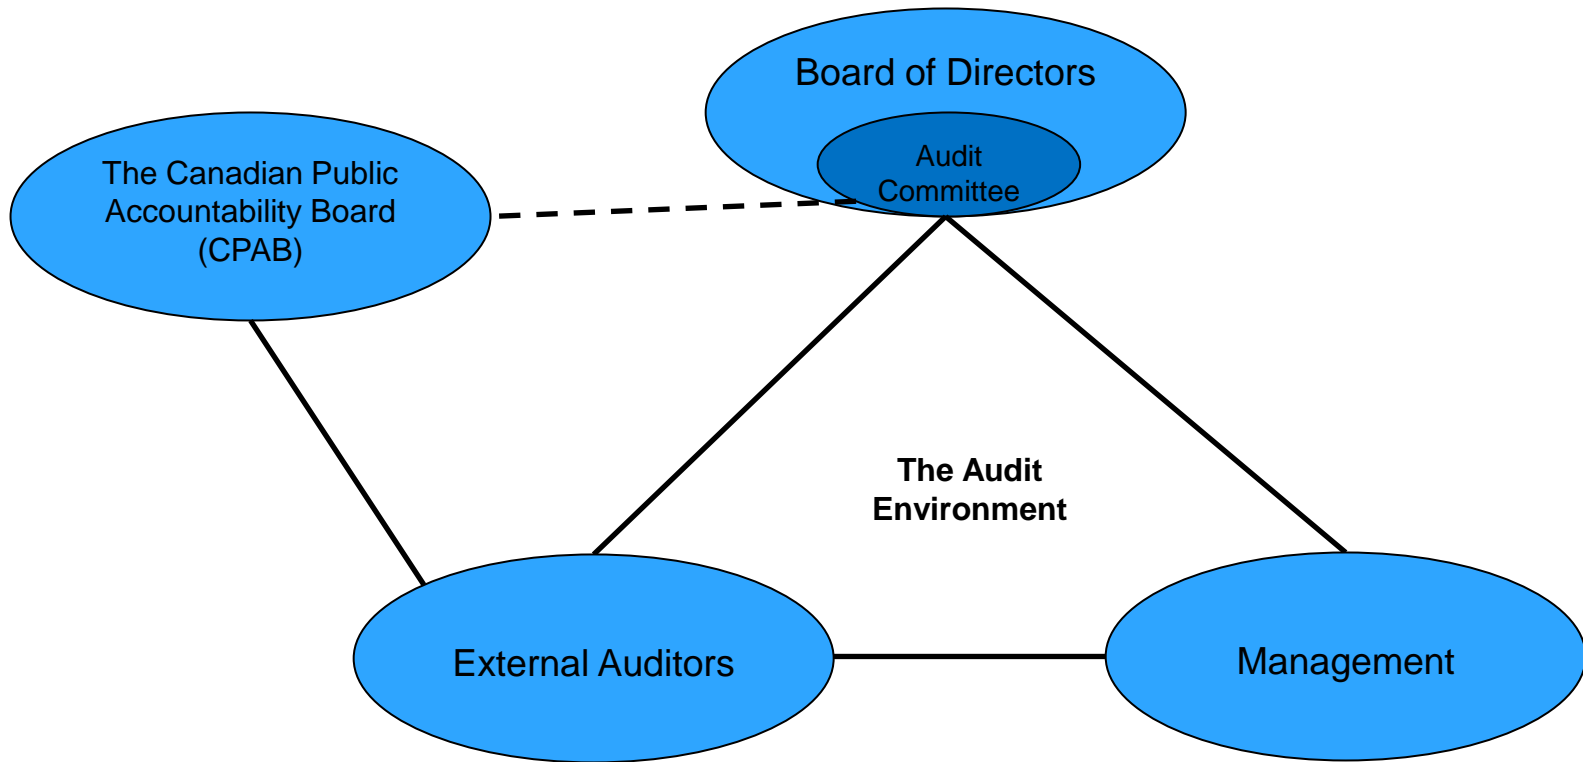 Board of Directors
Audit
Committee
The Canadian Public
Accountability Board
(CPAB)
The Audit
Environment
External Auditors
Management